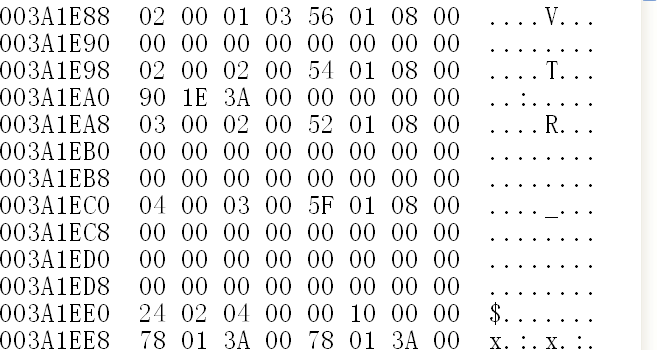 003A1E88 02 00 01 03 56 01 08 00 ....V...
003A1E90 00 00 00 00 00 00 00 00 ........
003A1E98 02 00 02 00 54 01 08 00 ....T...
003A1EA0 90 1E 3A 00 00 00 00 00 ..:.....
003A1EA8 03 00 02 00 52 01 08 00 ....R...
003A1EB0 00 00 00 00 00 00 00 00 ........
003A1EB8 00 00 00 00 00 00 00 00 ........
003A1EC0 04 00 03 00 5F 01 08 00 ...._...
003A1EC8 00 00 00 00 00 00 00 00 ........
003A1ED0 00 00 00 00 00 00 00 00 ........
003A1ED8 00 00 00 00 00 00 00 00 ........
003A1EE0 24 02 04 00 00 10 00 00 $.......
003A1EE8 78 01 3A 00 78 01 3A 00 x.:.x.:.